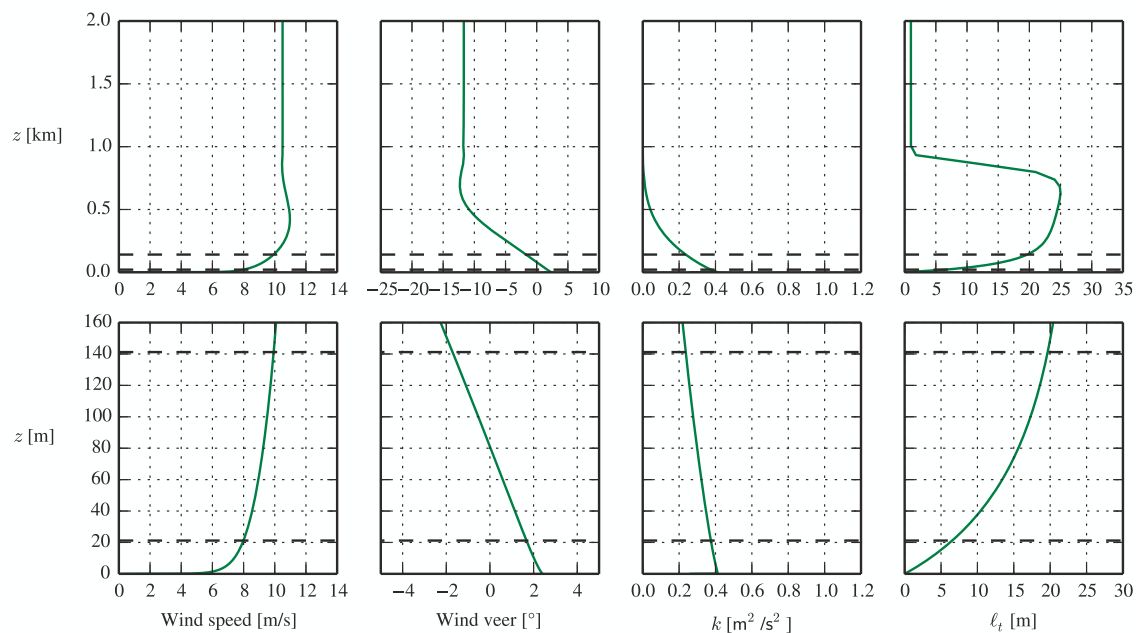 2.0
1.5
z [km] 1.0
0.5
0.0
0 2 4 6 8 10 12 14
−25−20−15−10 −5 0 5 10
0.0 0.2 0.4 0.6 0.8 1.0 1.2
0 5 10 15 20 25 30 35
160
140
120
100
z [m] 80
60
40
20
0
0 2 4 6 8 10 12 14
−4 −2 0 2 4
0.0 0.2 0.4 0.6 0.8 1.0 1.2
0 5 10 15 20 25 30
Wind speed [m/s]
Wind veer [°]
k [m² /s² ]
ℓₜ [m]